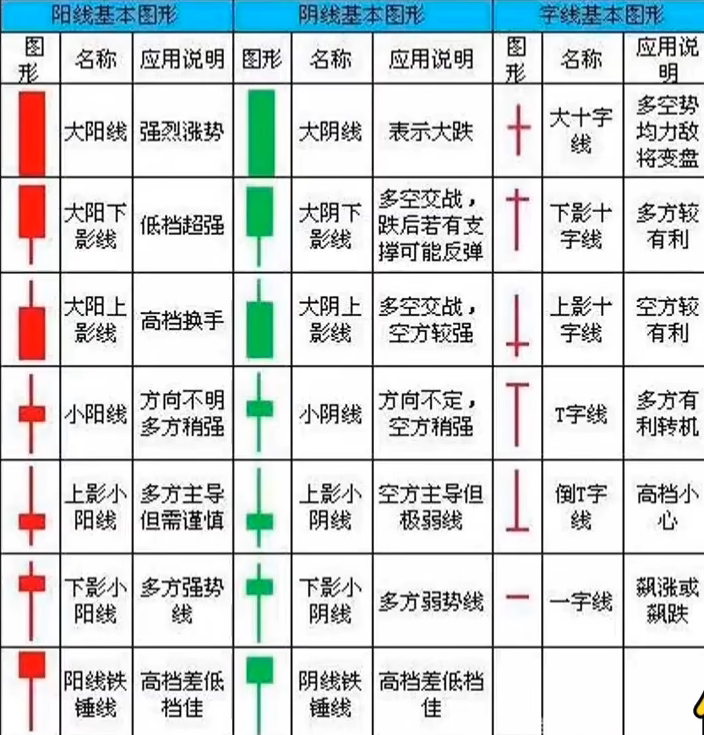 阳线基本图形 阴线基本图形 字线基本图形
图形 名称 应用说明 图形 名称 应用说明 图形 名称 应用说明
大阳线 强烈涨势 大阴线 表示大跌 大十字线 多空势均力敌将变盘
大阳下影线 低档超强 大阴下影线 多空交战，跌后若有支撑可能反弹 下影十字线 多方较有利
大阳上影线 高档换手 大阴上影线 多空交战，空方较强 上影十字线 空方较有利
小阳线 方向不明多方稍强 小阴线 方向不定，空方稍强 T字线 多方有利转机
上影小阳线 多方主导但需谨慎 上影小阴线 空方主导但极弱线 倒T字线 高档小心
下影小阳线 多方强势线 下影小阴线 多方弱势线 一字线 飙涨或飙跌
阳线铁锤线 高档差低档佳 阴线铁锤线 高档差低档佳